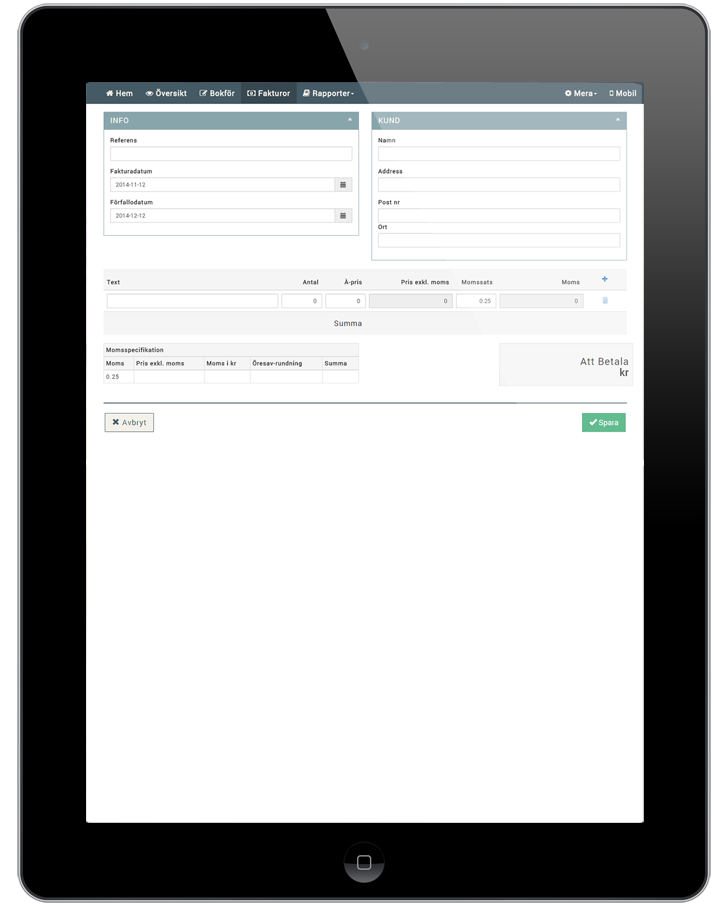 Hem Översikt Bokför Fakturor Rapporter Mera Mobil
INFO
Referens
Fakturadatum
2014-11-12
Förfallodatum
2014-12-12
KUND
Namn
Address
Post nr
Ort
Text Antal À-pris Pris exkl. moms Momssats Moms
0 0 0 0.25 0
Summa
Momsspecifikation
Moms Pris exkl. moms Moms i kr Öresav-rundning Summa
0.25
Att Betala
kr
Avbryt
Spara